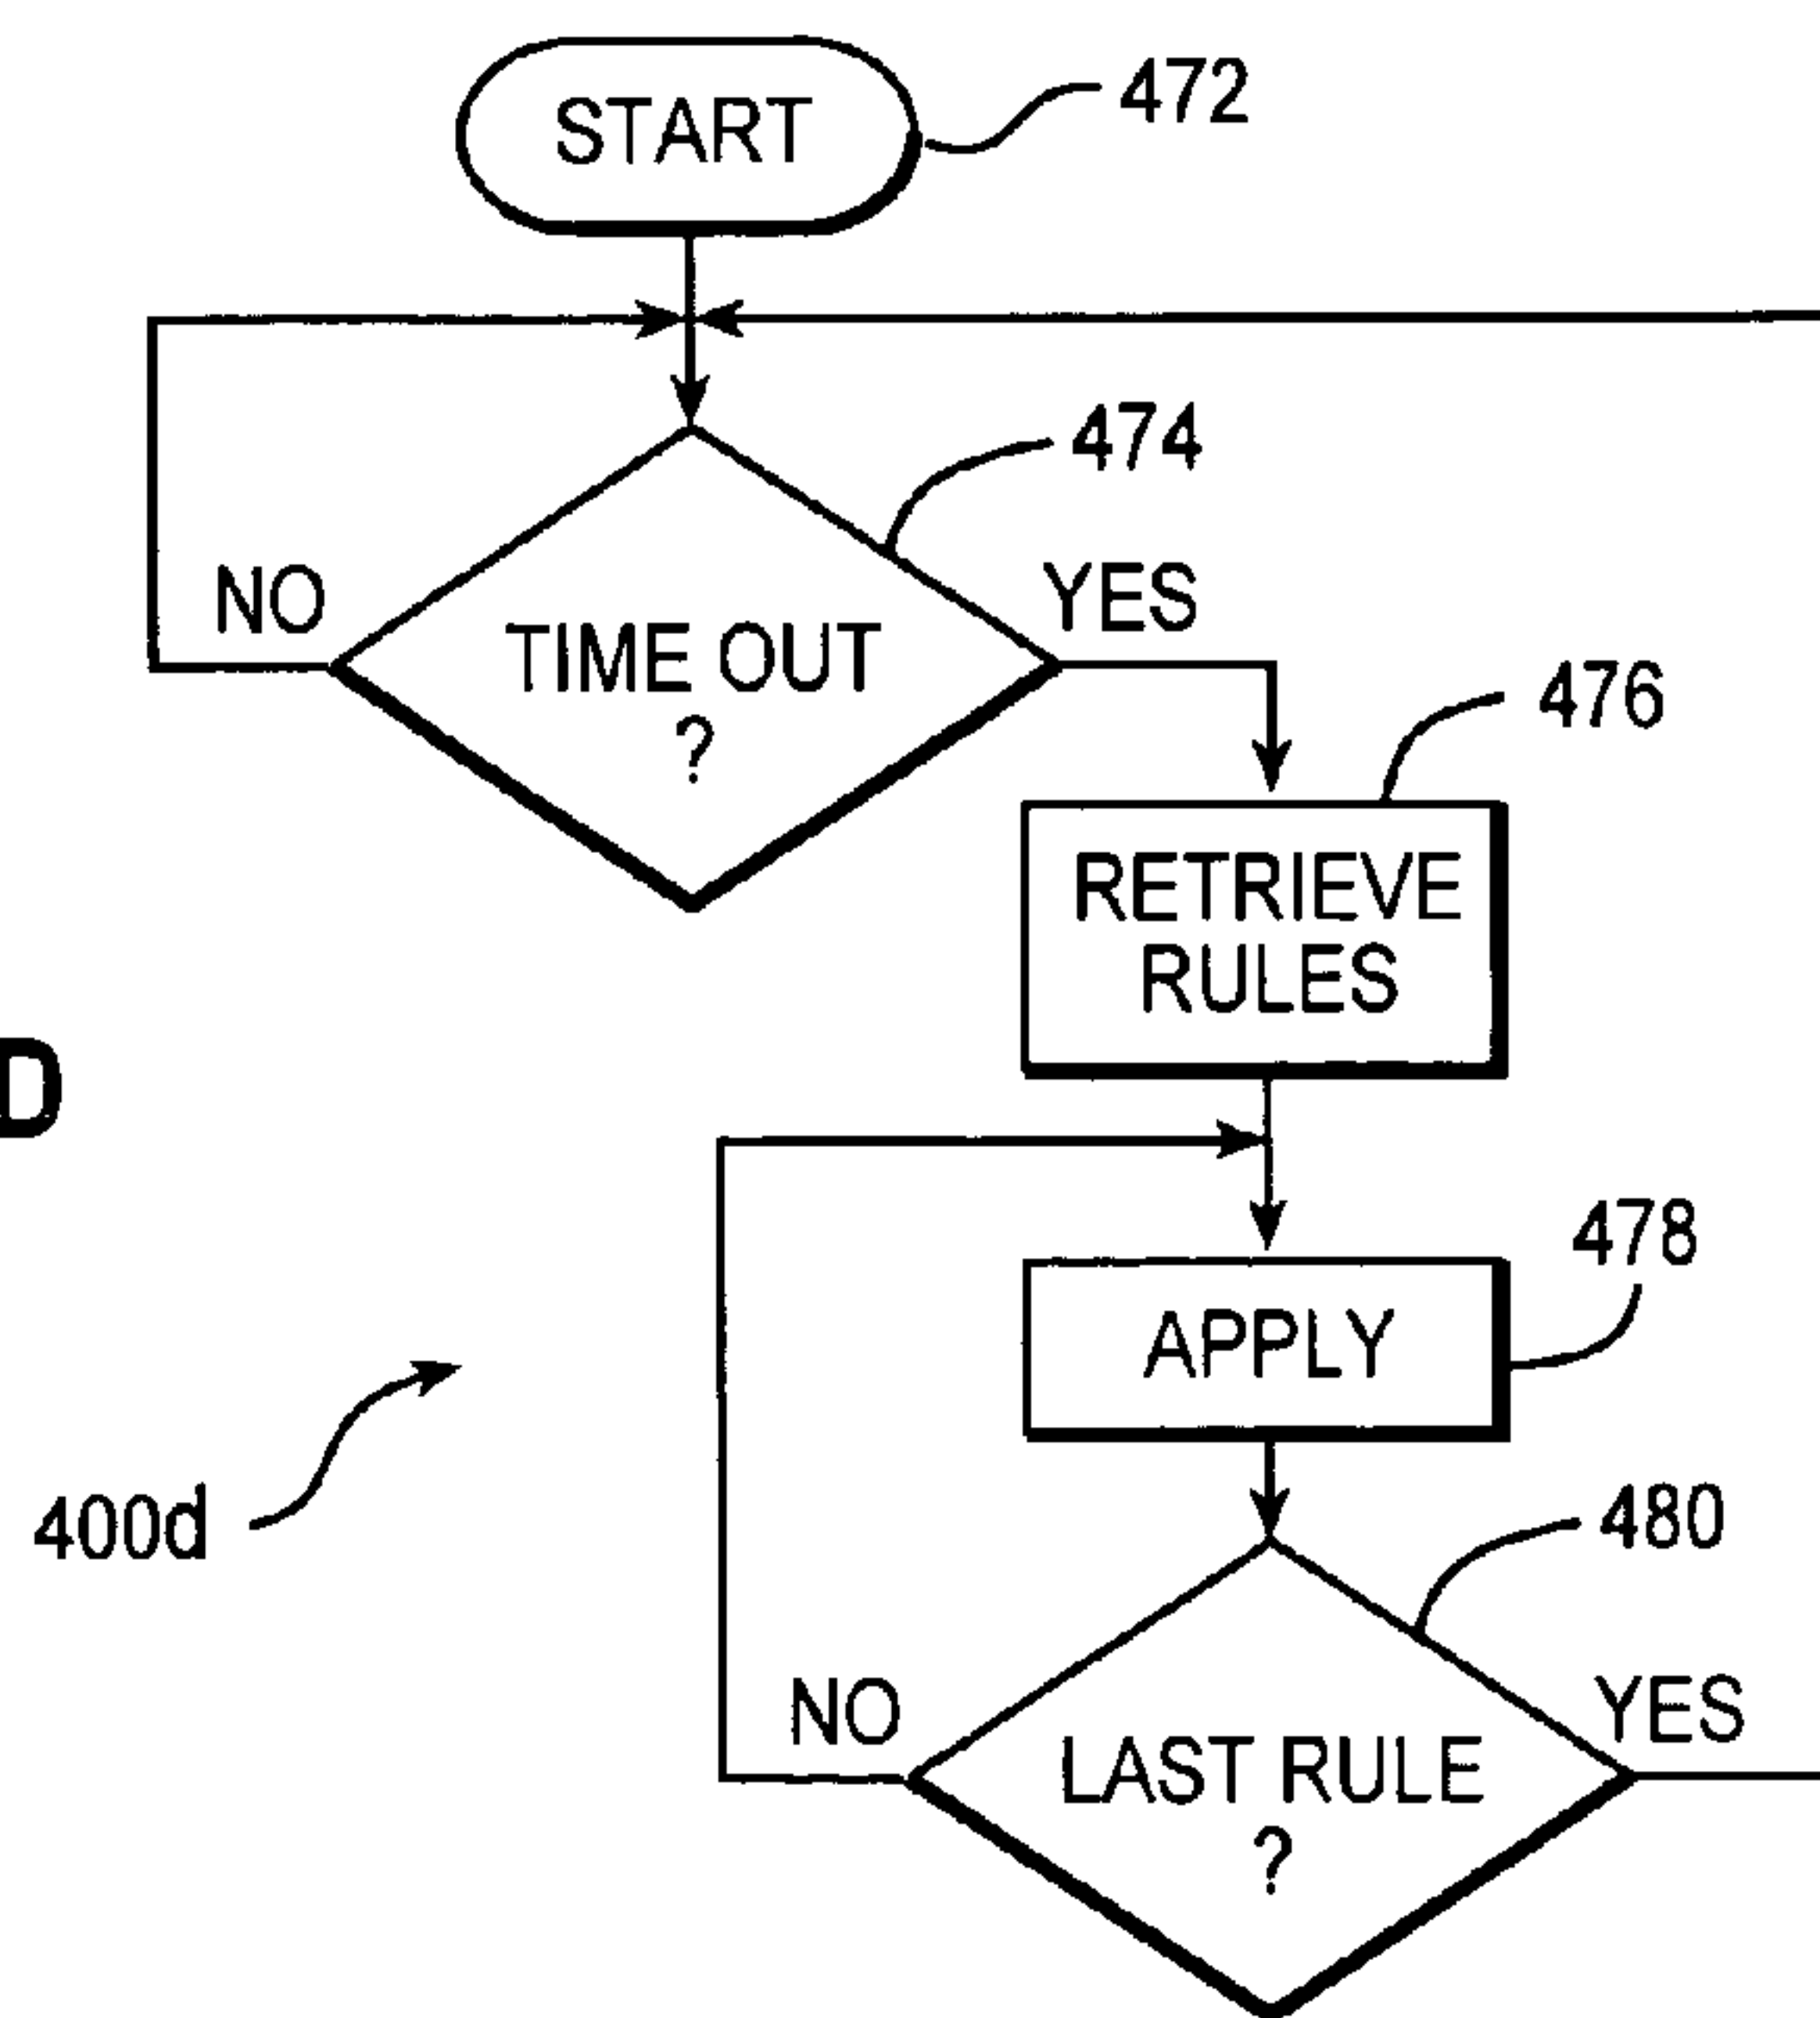 START
472
474
NO
YES
TIME OUT
?
476
RETRIEVE
RULES
D
478
APPLY
400d
480
NO
YES
LAST RULE
?